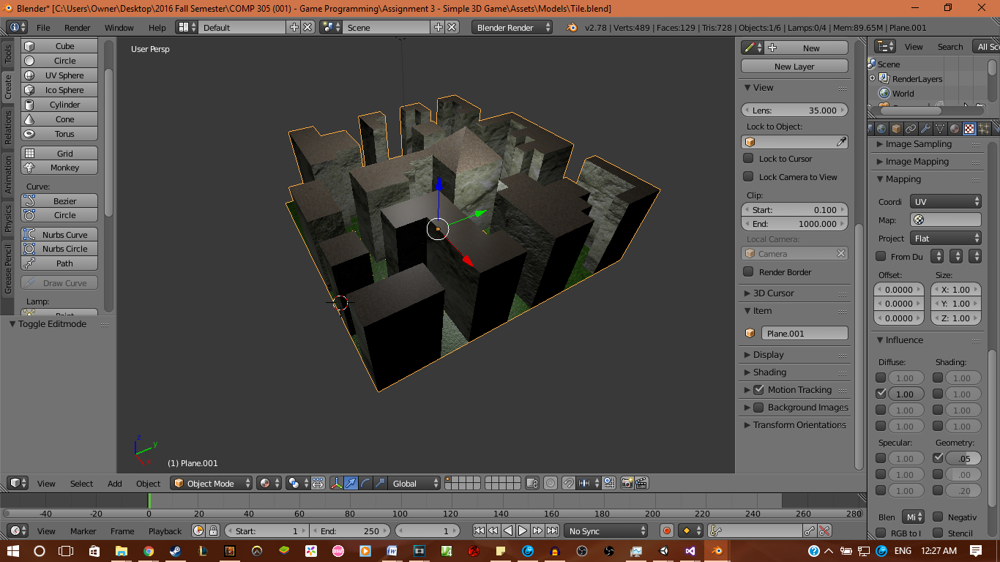 Blender* [C:\Users\Owner\Desktop\2016 Fall Semester\COMP 305 (001) - Game Programming\Assignment 3 - Simple 3D Game\Assets\Models\Tile.blend]
File Render Window Help Default Scene Blender Render v2.78 | Verts:489 | Faces:129 | Tris:728 | Objects:1/6 | Lamps:0/4 | Mem:89.65M | Plane.001
Tools
Create
Relations
Animation
Physics
Grease Pencil
Cube
Circle
UV Sphere
Ico Sphere
Cylinder
Cone
Torus
Grid
Monkey
Curve:
Bezier
Circle
Nurbs Curve
Nurbs Circle
Path
Draw Curve
Lamp:
Point
Toggle Editmode
User Persp
z
y
x
(1) Plane.001
New
New Layer
View
Lens: 35.000
Lock to Object:
Lock to Cursor
Lock Camera to View
Clip:
Start: 0.100
End: 1000.000
Local Camera:
Camera
Render Border
3D Cursor
Item
Plane.001
Display
Shading
Motion Tracking
Background Images
Transform Orientations
View Search All Sc
Scene
RenderLayers
World
Image Sampling
Image Mapping
Mapping
Coordi UV
Map:
Project Flat
From Du
Offset: Size:
0.0000 X: 1.00
0.0000 Y: 1.00
0.0000 Z: 1.00
Influence
Diffuse: Shading:
1.00 1.00
1.00 1.00
1.00 1.00
1.00 1.00
Specular: Geometry:
1.00 .05
1.00 .00
1.00 .20
Blen Mi Negativ
RGB to I Stencil
View Select Add Object Object Mode Global
-40 -20 0 20 40 60 80 100 120 140 160 180 200 220 240 260 280
View Marker Frame Playback Start: 1 End: 250 1 No Sync
ENG 12:27 AM